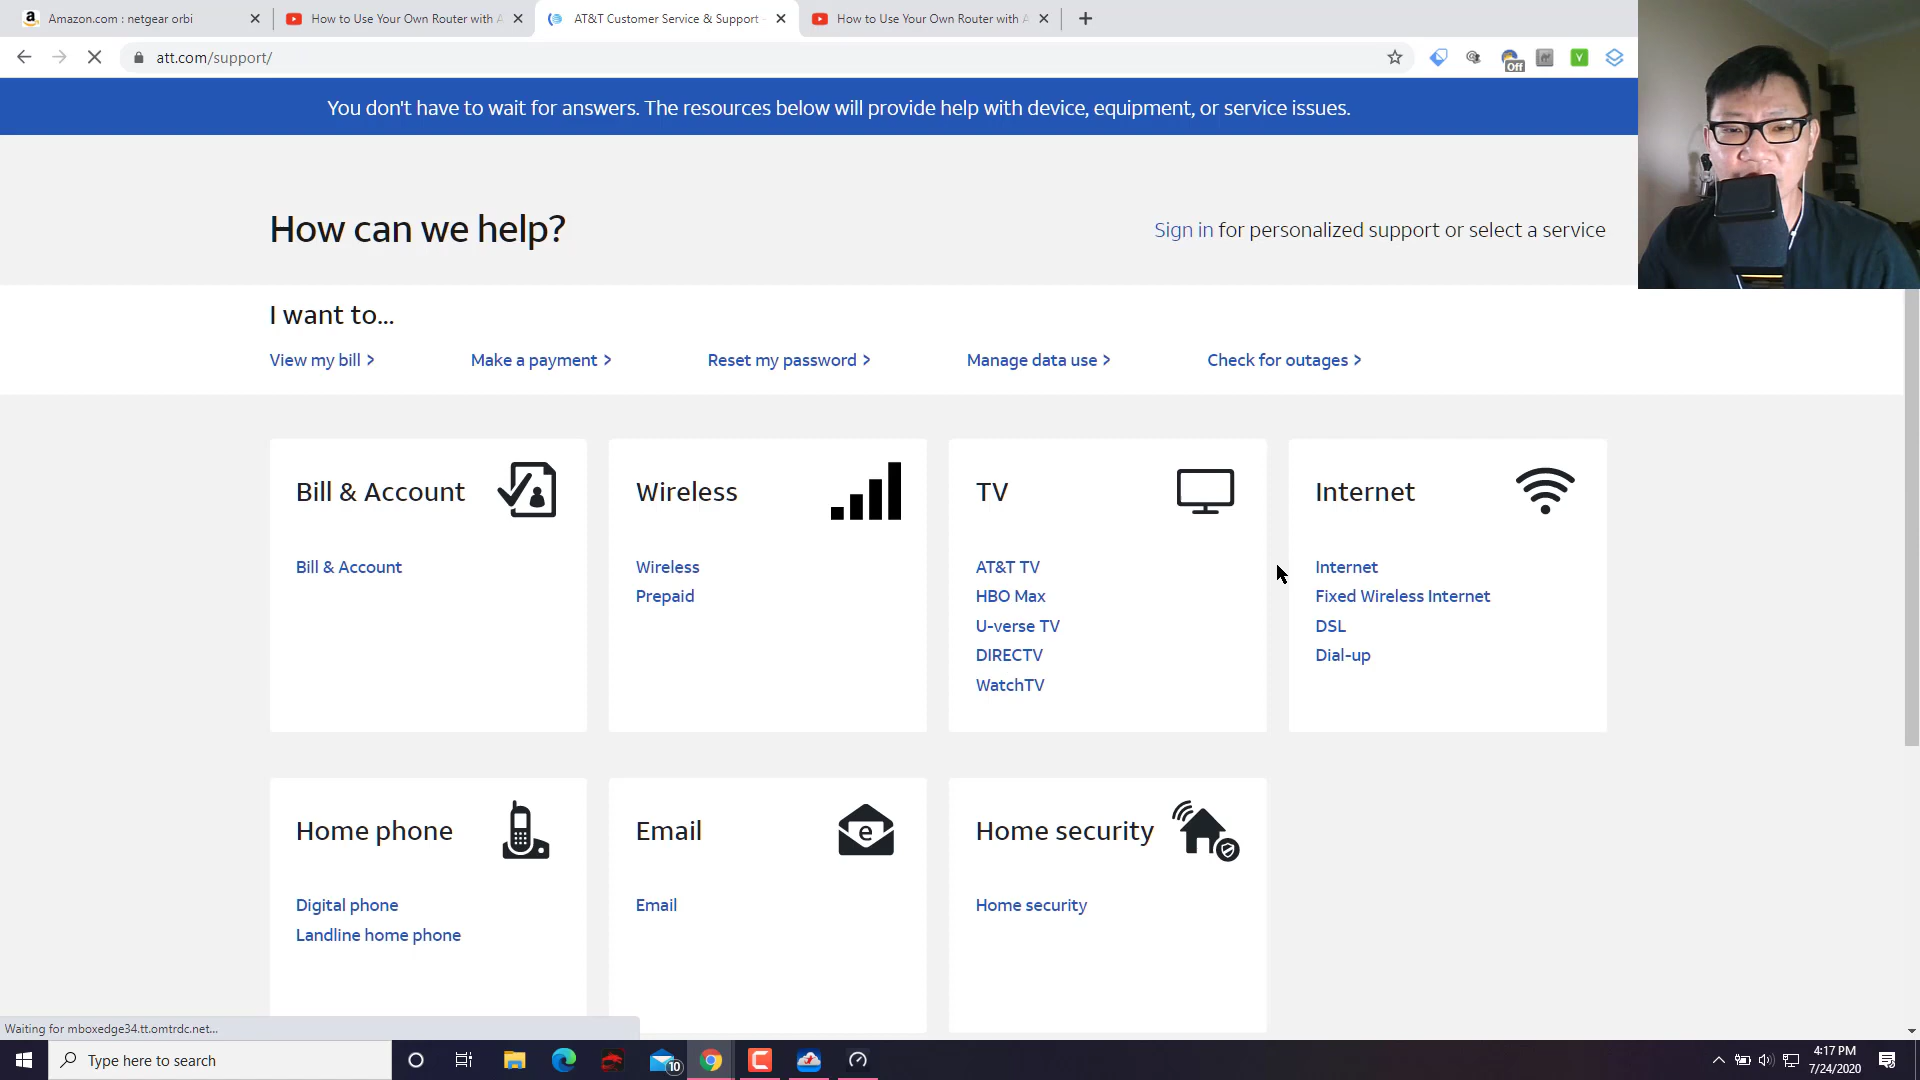 Amazon.com : netgear orbi
How to Use Your Own Router with A
AT&T Customer Service & Support
How to Use Your Own Router with A
att.com/support/
Off
Y
You don't have to wait for answers. The resources below will provide help with device, equipment, or service issues.
How can we help?
Sign in for personalized support or select a service
I want to...
View my bill >
Make a payment >
Reset my password >
Manage data use >
Check for outages >
Bill & Account
Bill & Account
Wireless
Wireless
Prepaid
TV
AT&T TV
HBO Max
U-verse TV
DIRECTV
WatchTV
Internet
Internet
Fixed Wireless Internet
DSL
Dial-up
Home phone
Digital phone
Landline home phone
Email
e
Email
Home security
Home security
Waiting for mboxedge34.tt.omtrdc.net...
Type here to search
10
4:17 PM
7/24/2020